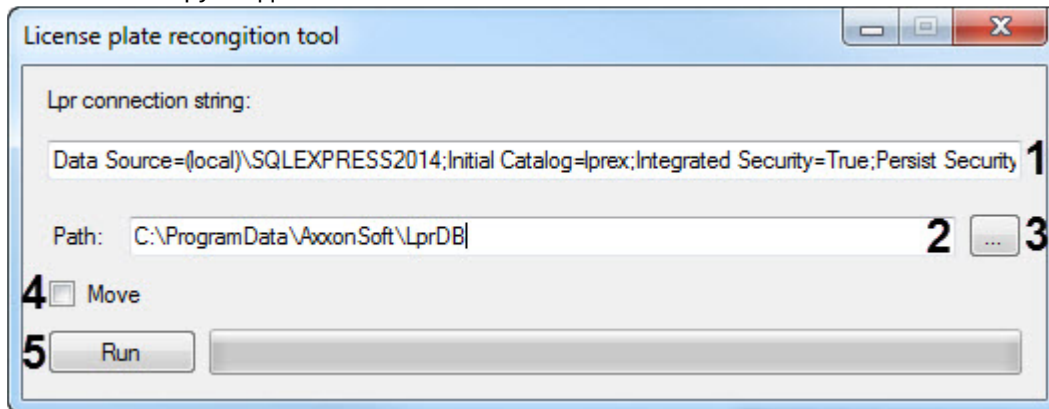 License plate recongition tool
Lpr connection string:
Data Source=(local)\SQLEXPRESS2014;Initial Catalog=lprex;Integrated Security=True;Persist Security 1
Path: C:\ProgramData\AxxonSoft\LprDB 2 ... 3
4 Move
5 Run